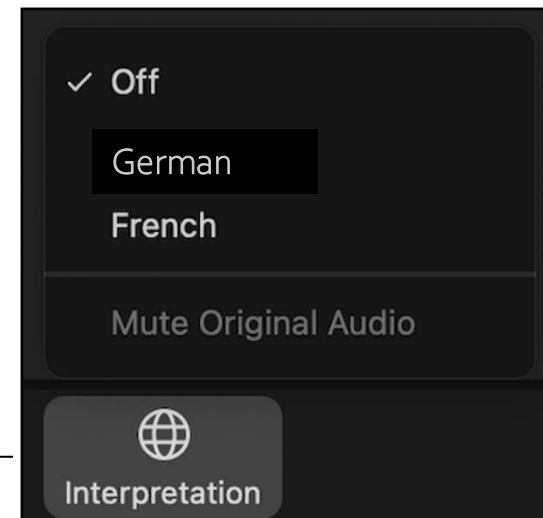 Off
German
French
Mute Original Audio
Interpretation